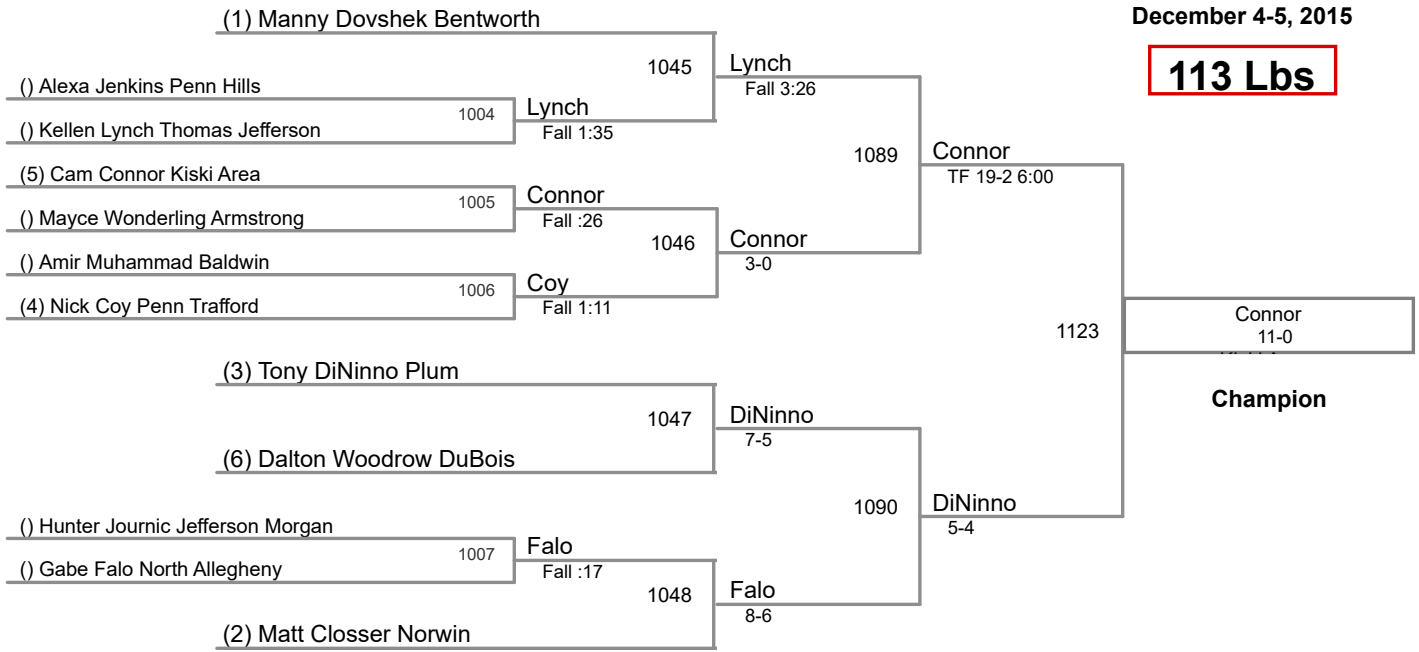 (1) Manny Dovshek Bentworth
December 4-5, 2015
113 Lbs
1045
Lynch
Fall 3:26
() Alexa Jenkins Penn Hills
1004
Lynch
Fall 1:35
() Kellen Lynch Thomas Jefferson
1089
Connor
TF 19-2 6:00
(5) Cam Connor Kiski Area
1005
Connor
Fall :26
() Mayce Wonderling Armstrong
1046
Connor
3-0
() Amir Muhammad Baldwin
1006
Coy
Fall 1:11
(4) Nick Coy Penn Trafford
1123
Connor
11-0
Champion
(3) Tony DiNinno Plum
1047
DiNinno
7-5
(6) Dalton Woodrow DuBois
1090
DiNinno
5-4
() Hunter Journic Jefferson Morgan
1007
Falo
Fall :17
() Gabe Falo North Allegheny
1048
Falo
8-6
(2) Matt Closser Norwin